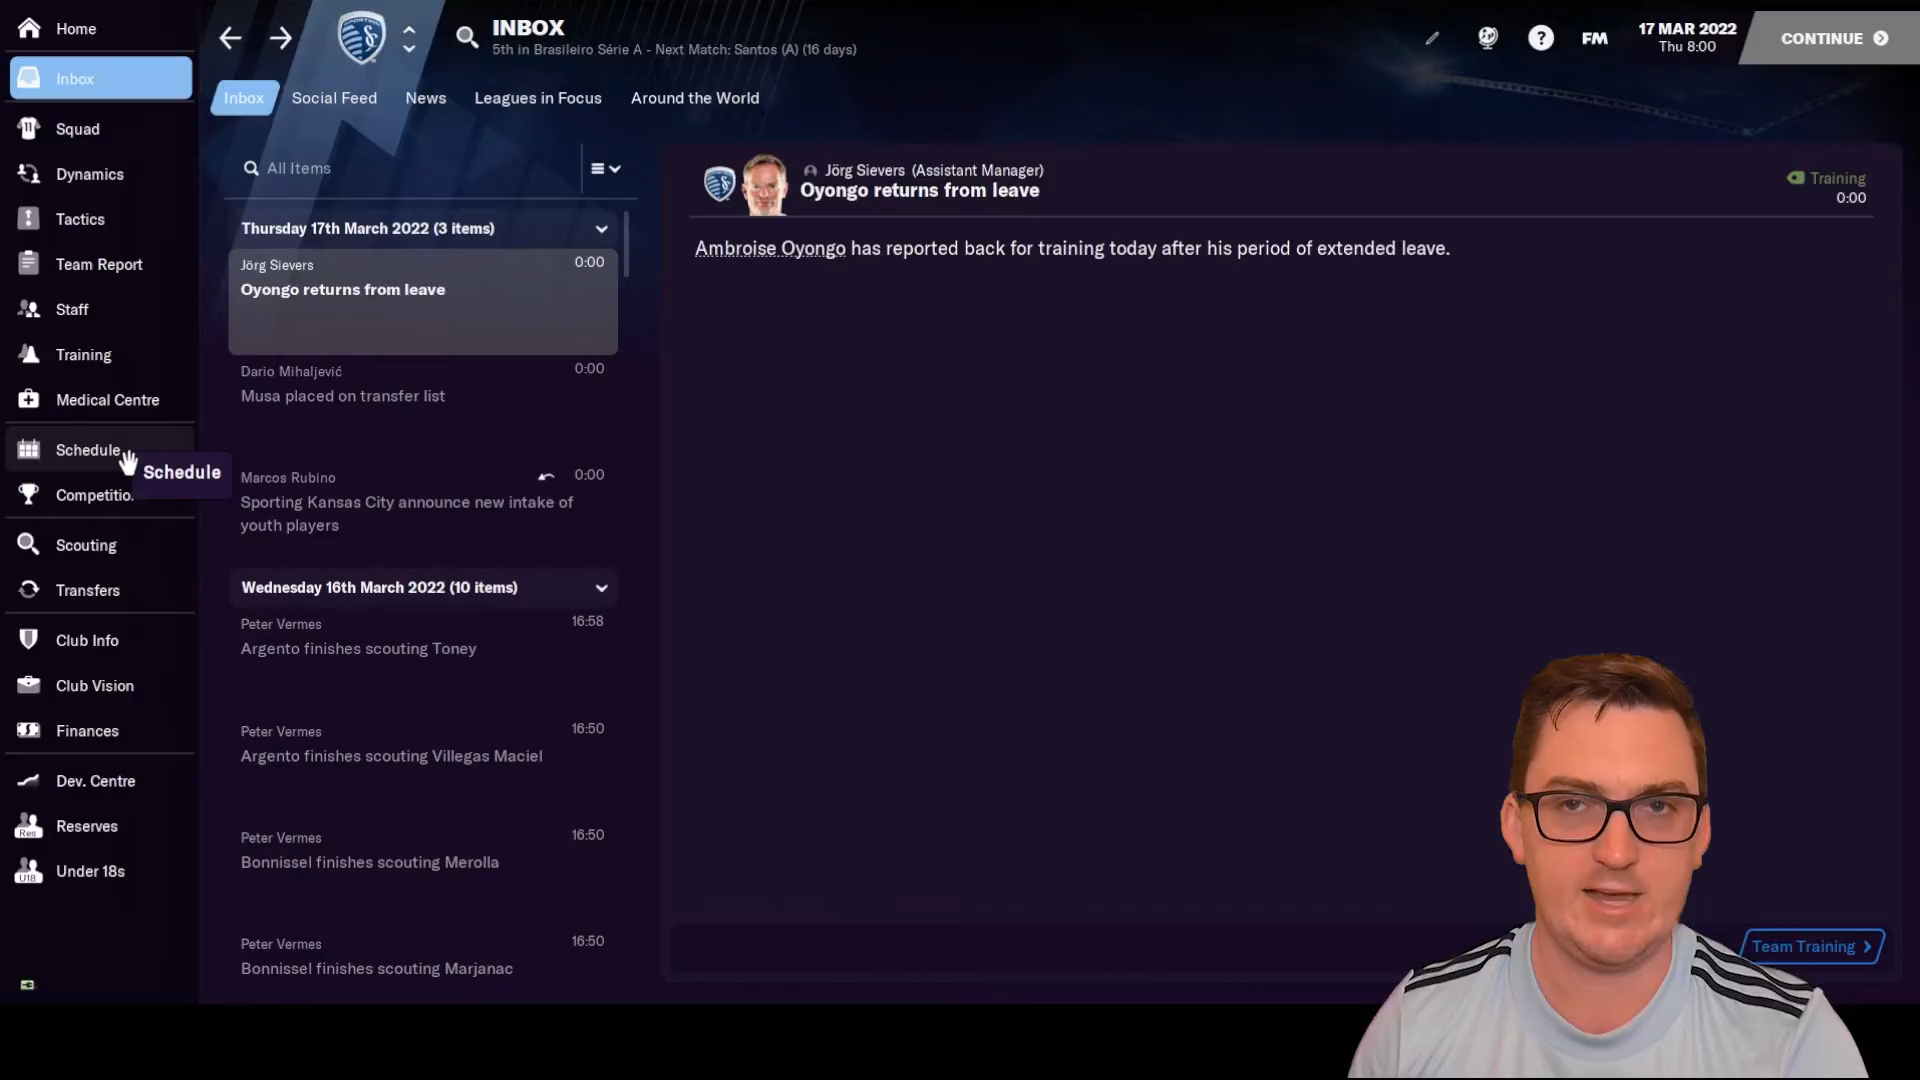 Home
Inbox
Squad
Dynamics
Tactics
Team Report
Staff
Training
Medical Centre
Schedule
Schedule
Competitio
Scouting
Transfers
Club Info
Club Vision
Finances
Dev. Centre
Res
Reserves
U18
Under 18s
INBOX
5th in Brasileiro Série A - Next Match: Santos (A) (16 days)
?
FM
17 MAR 2022
Thu 8:00
CONTINUE
Inbox
Social Feed
News
Leagues in Focus
Around the World
All Items
Thursday 17th March 2022 (3 items)
Jörg Sievers
0:00
Oyongo returns from leave
Dario Mihaljević
0:00
Musa placed on transfer list
Marcos Rubino
0:00
Sporting Kansas City announce new intake of
youth players
Wednesday 16th March 2022 (10 items)
Peter Vermes
16:58
Argento finishes scouting Toney
Peter Vermes
16:50
Argento finishes scouting Villegas Maciel
Peter Vermes
16:50
Bonnissel finishes scouting Merolla
Peter Vermes
16:50
Bonnissel finishes scouting Marjanac
Jörg Sievers (Assistant Manager)
Oyongo returns from leave
Training
0:00
Ambroise Oyongo has reported back for training today after his period of extended leave.
Team Training